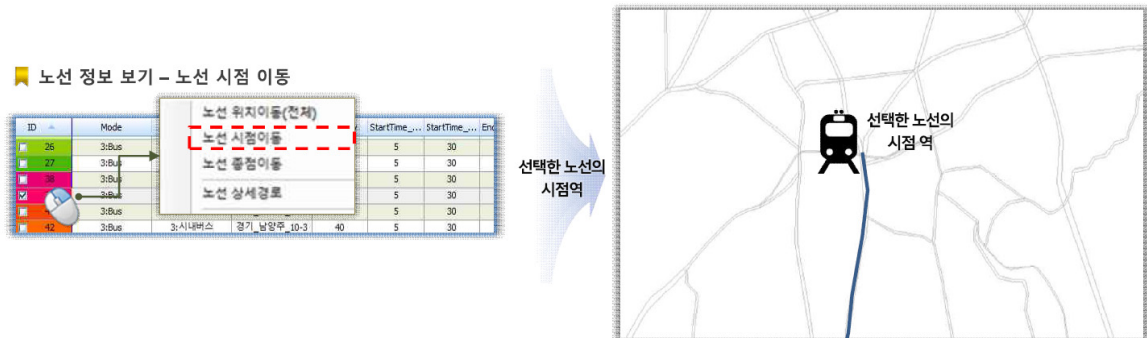 노선 정보 보기 – 노선 시점 이동
ID Mode StartTime_... StartTime_... End
노선 위치이동(전체)
노선 시점이동
노선 종점이동
노선 상세경로
26 3:Bus 5 30
27 3:Bus 5 30
38 3:Bus 5 30
3:Bus 5 30
3:Bus 5 30
42 3:Bus 3:시내버스 경기_남양주_10-3 40 5 30
선택한 노선의
시점역
선택한 노선의
시점 역